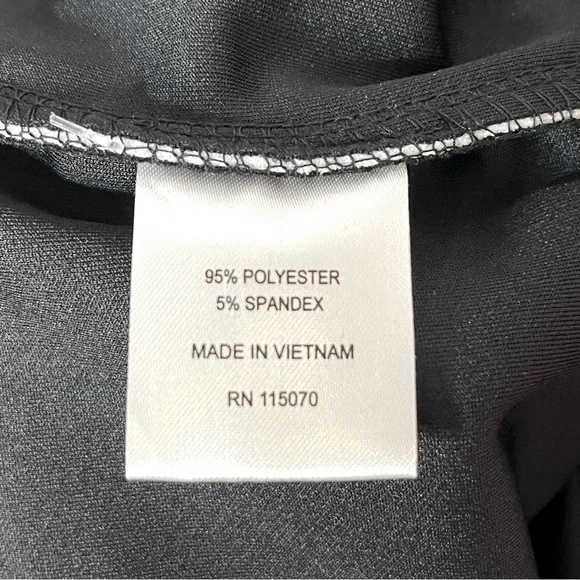 95% POLYESTER
5% SPANDEX
MADE IN VIETNAM
RN 115070